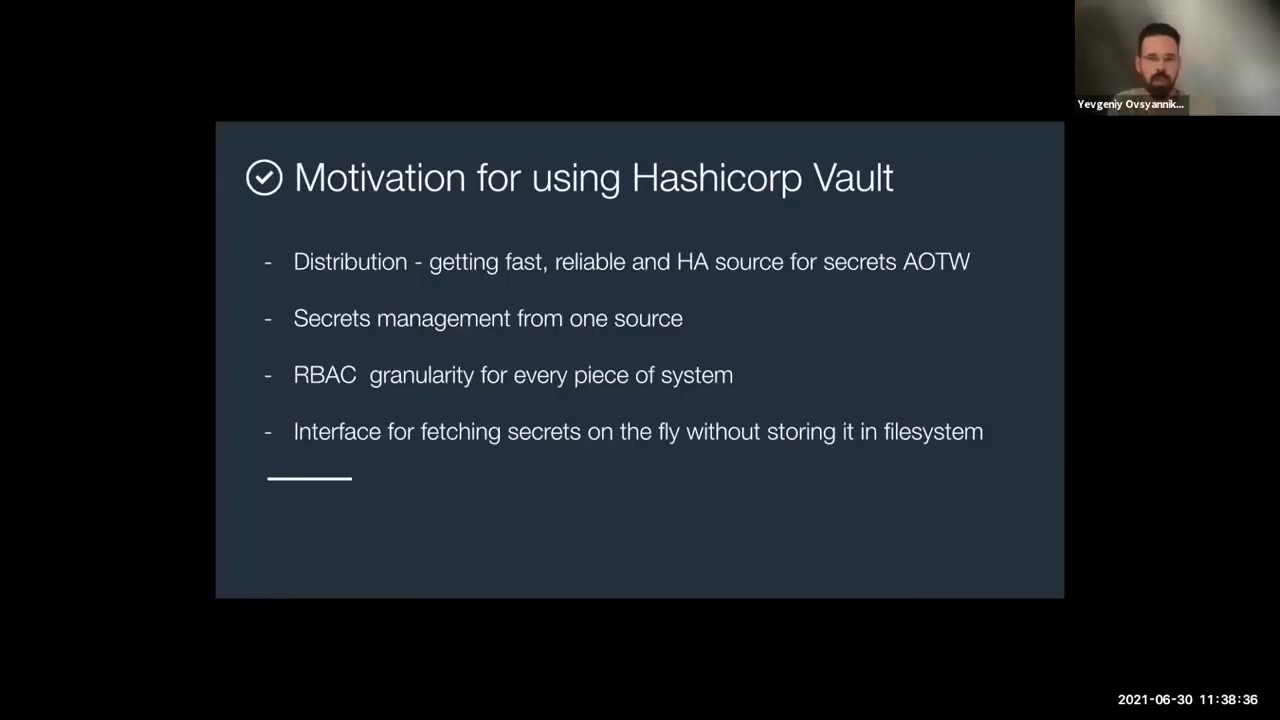 Yevgeniy Ovsyannik...
Motivation for using Hashicorp Vault
- Distribution - getting fast, reliable and HA source for secrets AOTW
- Secrets management from one source
- RBAC  granularity for every piece of system
- Interface for fetching secrets on the fly without storing it in filesystem
2021-06-30 11:38:36